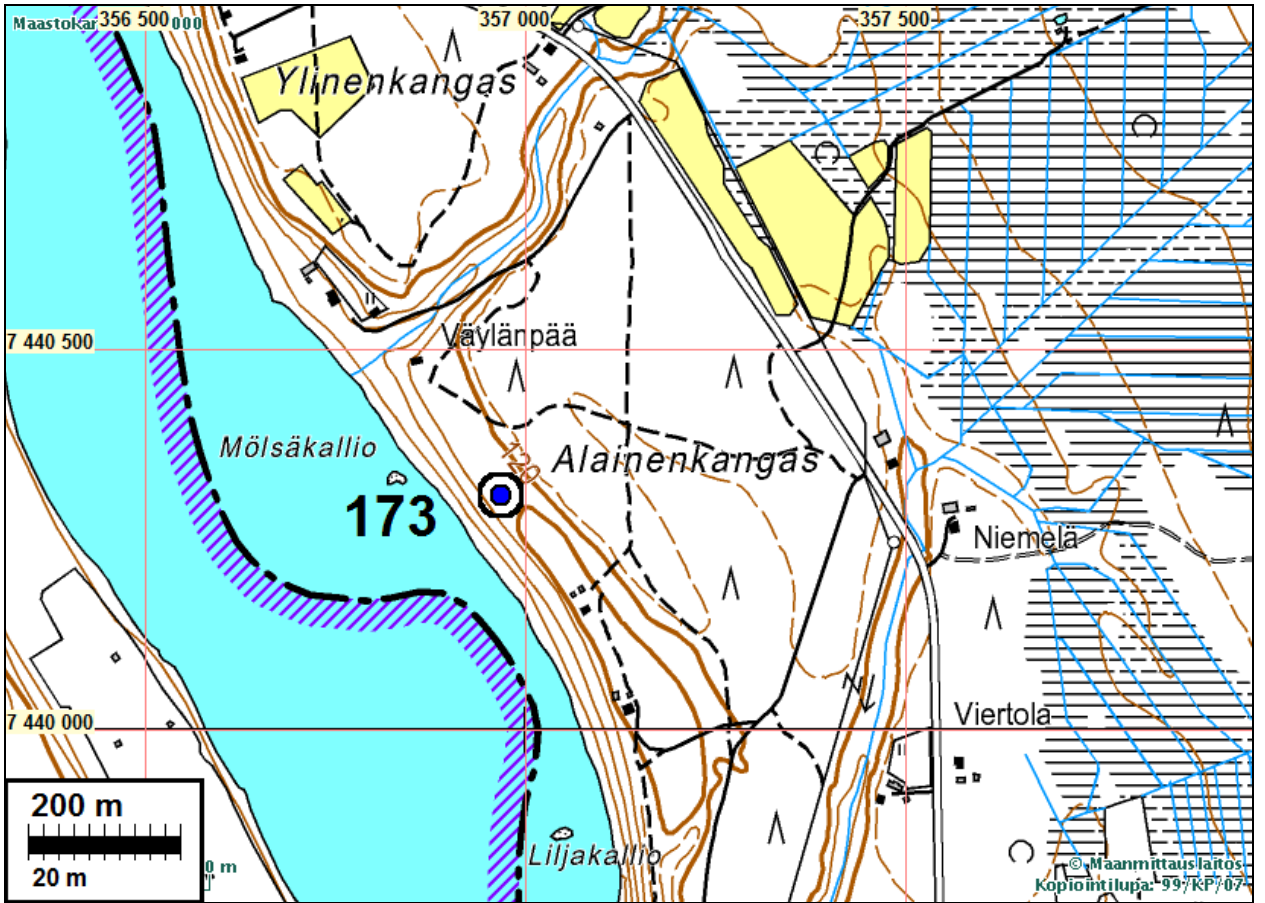 Maastokar 000
356 500
357 000
357 500
Ylinenkangas
7 440 500
Väylänpää
Mölsäkallio
120
Alainenkangas
173
Niemelä
Viertola
7 440 000
200 m
20 m
0 m
Liljakallio
© Maanmittauslaitos
Kopiointilupa: 99/KP/07